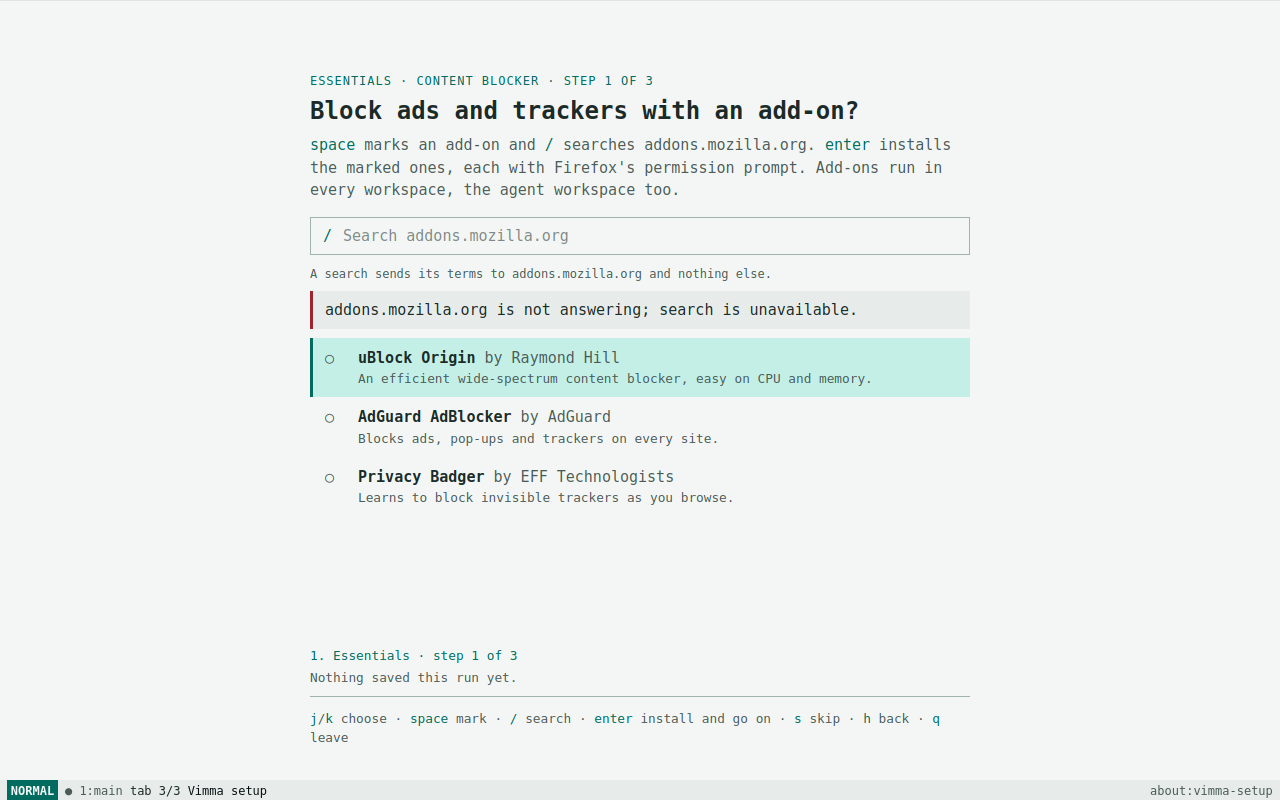 ESSENTIALS · CONTENT BLOCKER · STEP 1 OF 3
Block ads and trackers with an add-on?
space marks an add-on and / searches addons.mozilla.org. enter installs
the marked ones, each with Firefox's permission prompt. Add-ons run in
every workspace, the agent workspace too.
/ Search addons.mozilla.org
A search sends its terms to addons.mozilla.org and nothing else.
addons.mozilla.org is not answering; search is unavailable.
○ uBlock Origin by Raymond Hill
An efficient wide-spectrum content blocker, easy on CPU and memory.
○ AdGuard AdBlocker by AdGuard
Blocks ads, pop-ups and trackers on every site.
○ Privacy Badger by EFF Technologists
Learns to block invisible trackers as you browse.
1. Essentials · step 1 of 3
Nothing saved this run yet.
j/k choose · space mark · / search · enter install and go on · s skip · h back · q
leave
NORMAL ● 1:main tab 3/3 Vimma setup about:vimma-setup